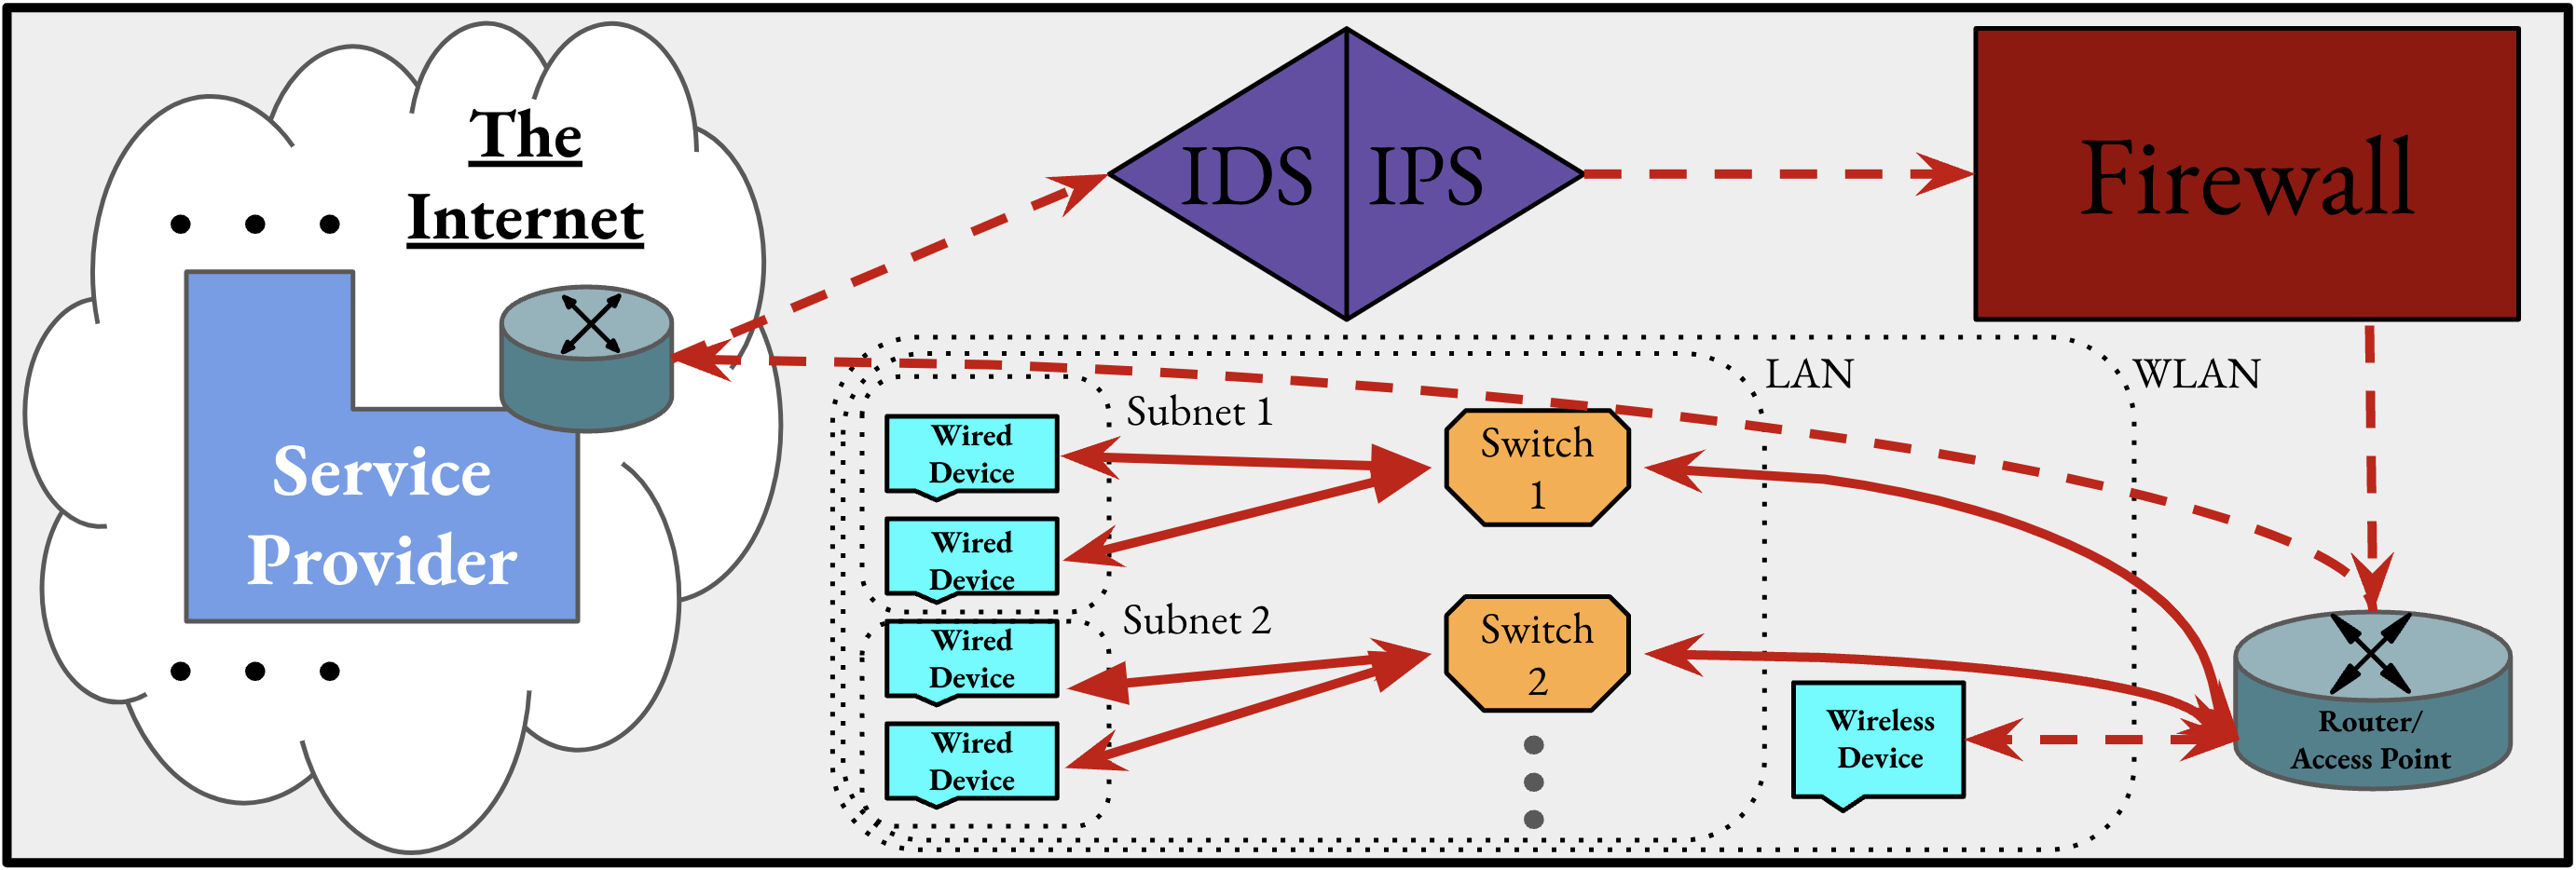 The
Internet
Service
Provider
IDS
IPS
Firewall
LAN
WLAN
Subnet 1
Wired
Device
Wired
Device
Switch
1
Subnet 2
Wired
Device
Wired
Device
Switch
2
Wireless
Device
Router/
Access Point